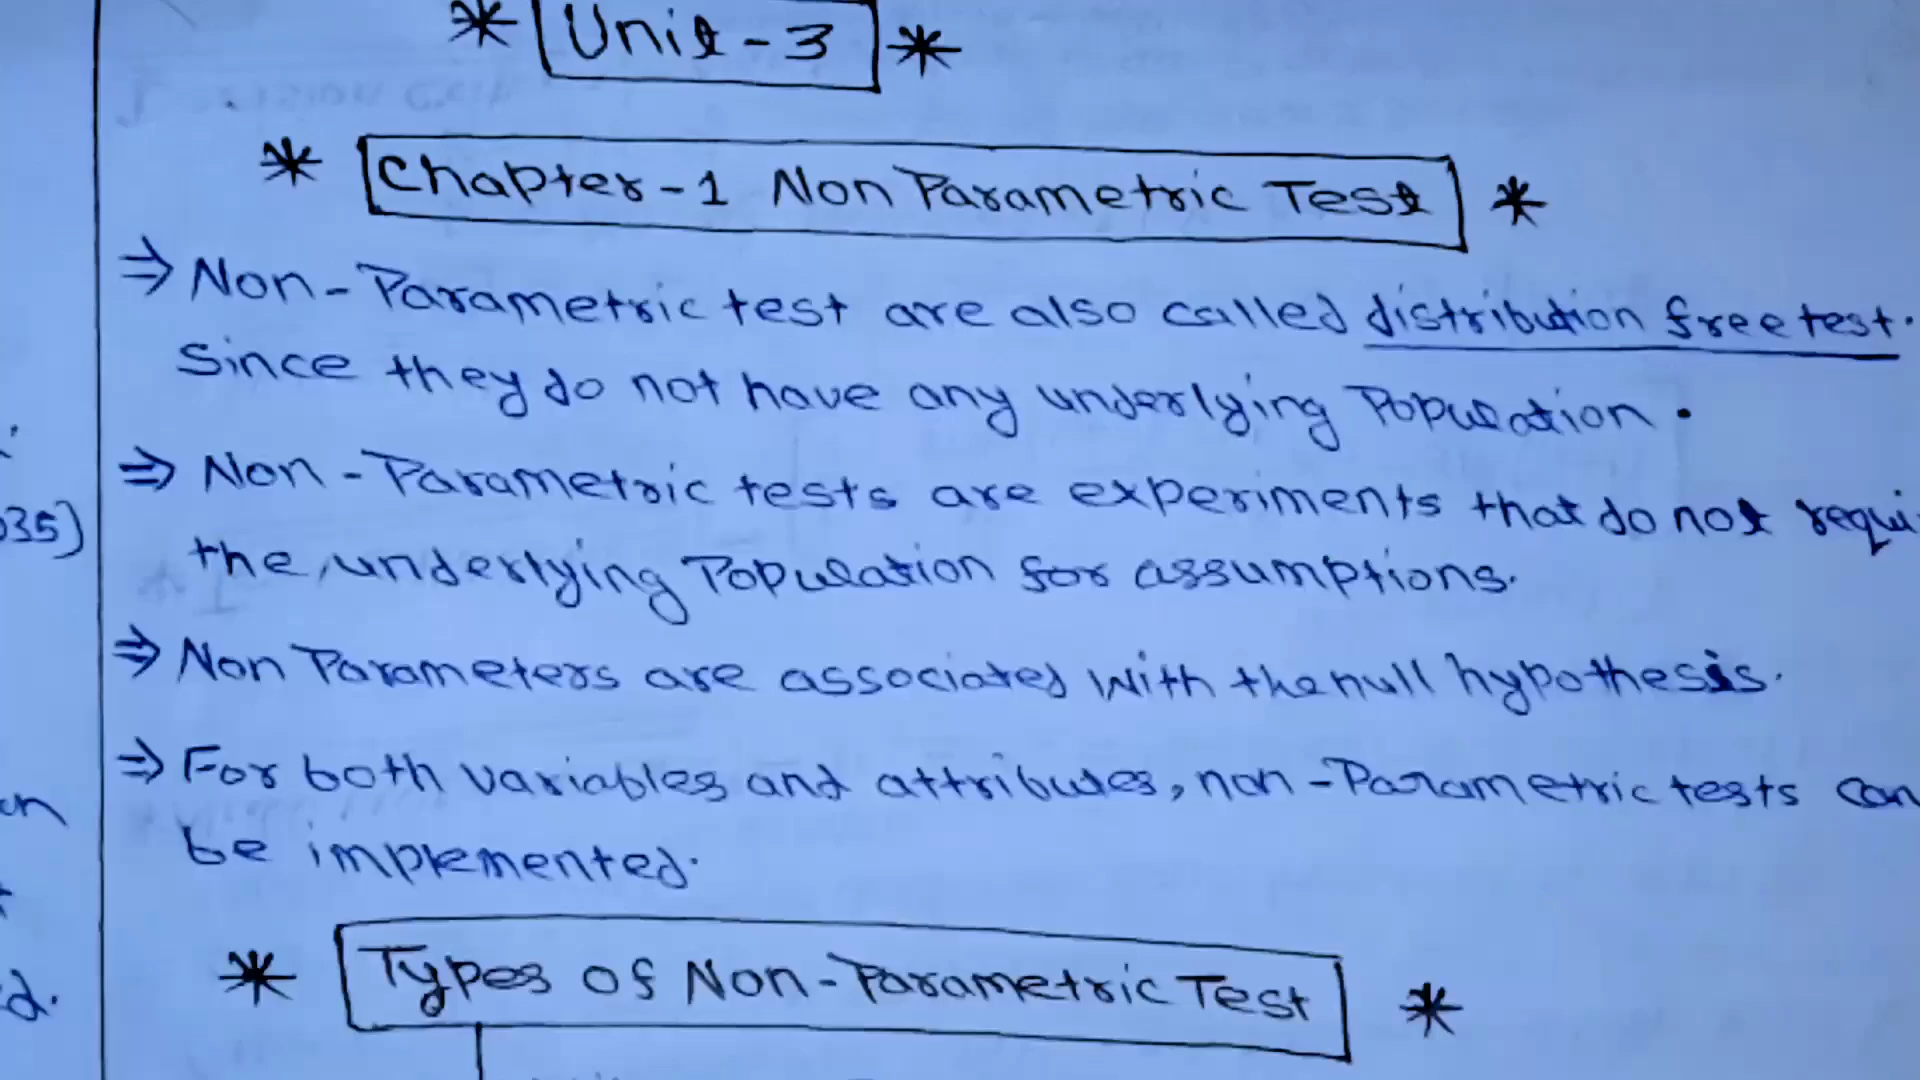 * Unit-3 *
* Chapter-1 Non Parametric Test *
⇒ Non-Parametric test are also called distribution free test.
Since they do not have any underlying Population.
⇒ Non-Parametric tests are experiments that do not requi
the underlying Population for assumptions.
⇒ Non Parameters are associated with the null hypothesis.
⇒ For both variables and attributes, non-Parametric tests can
be implemented.
* Types of Non-Parametric Test *
035)
en
d.